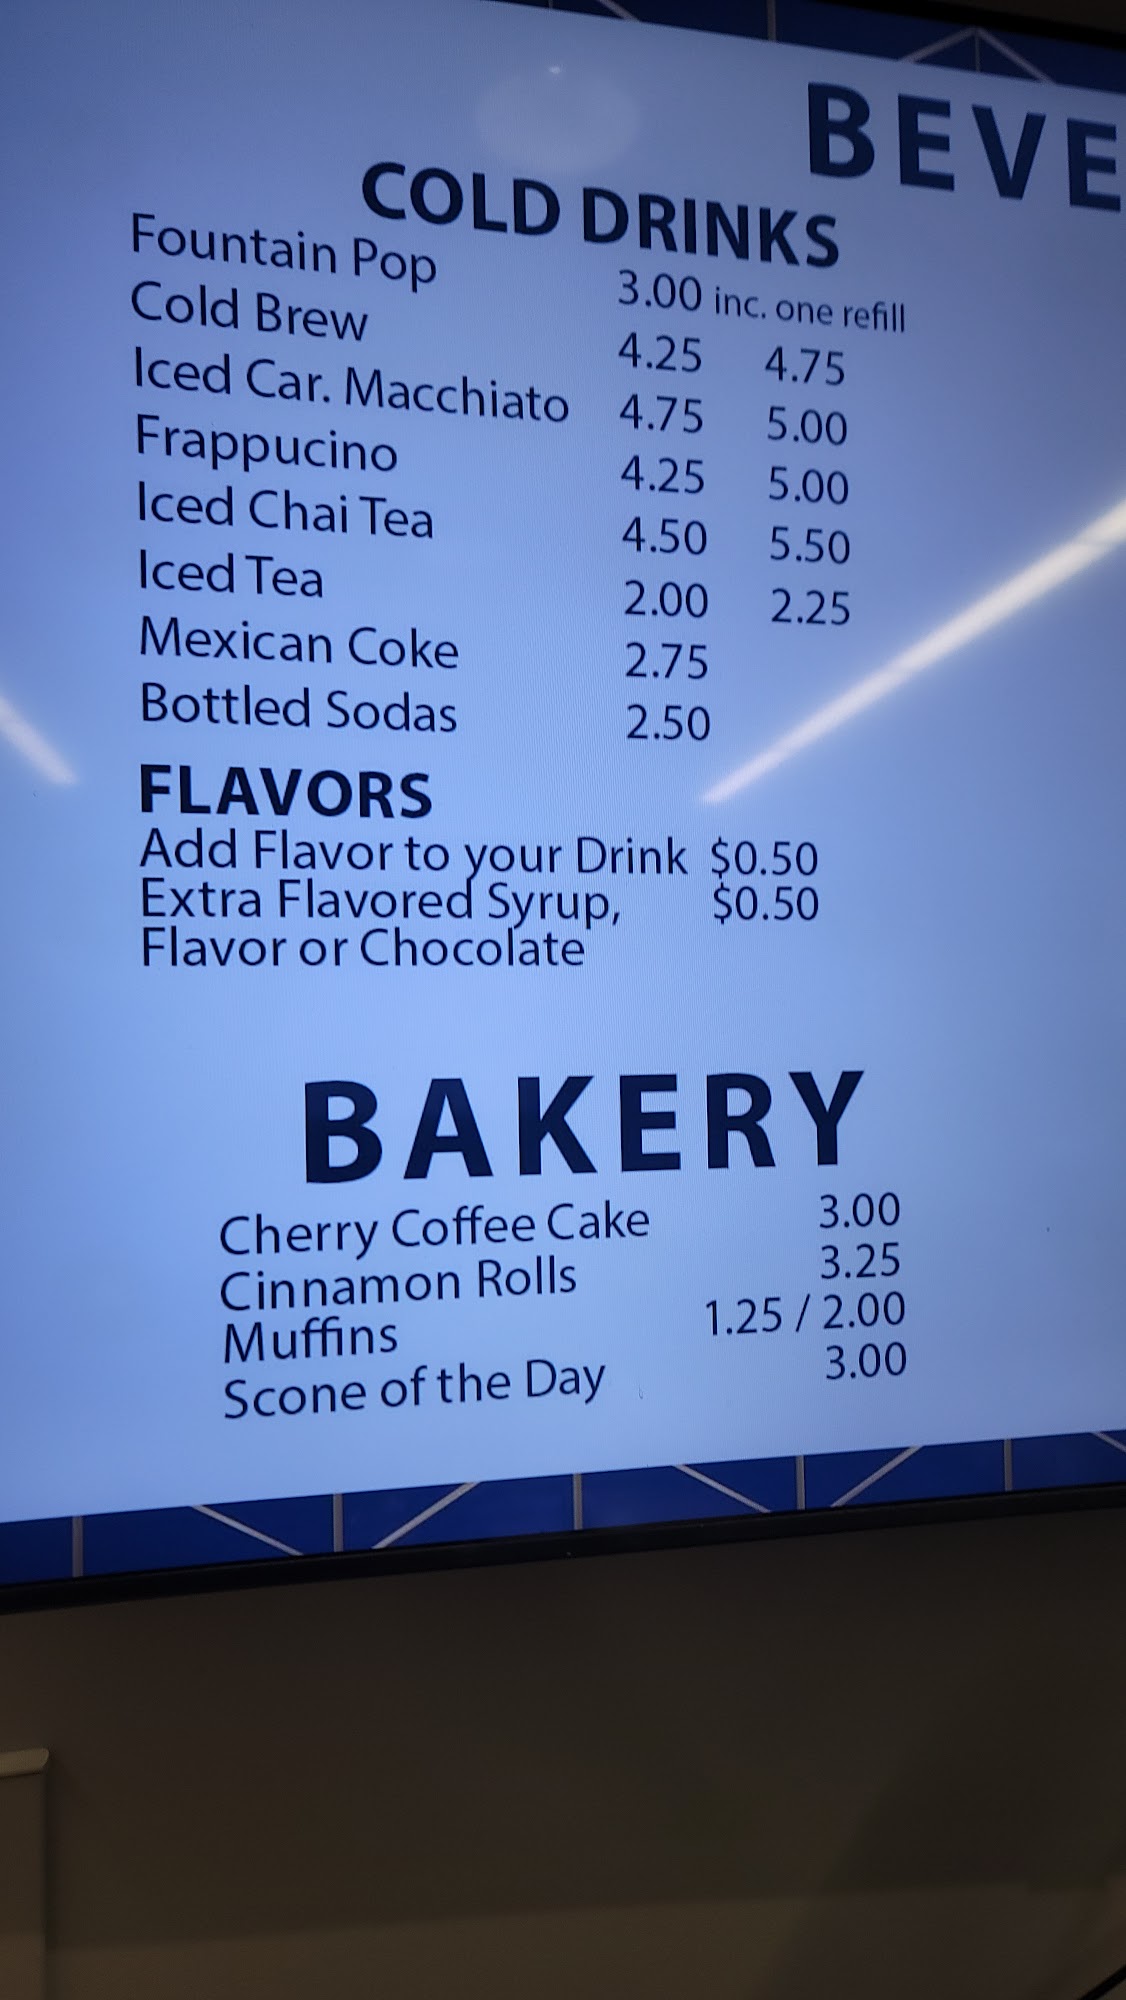 BEVE
COLD DRINKS
Fountain Pop 3.00 inc. one refill
Cold Brew 4.25 4.75
Iced Car. Macchiato 4.75 5.00
Frappucino 4.25 5.00
Iced Chai Tea 4.50 5.50
Iced Tea 2.00 2.25
Mexican Coke 2.75
Bottled Sodas 2.50
FLAVORS
Add Flavor to your Drink $0.50
Extra Flavored Syrup, $0.50
Flavor or Chocolate
BAKERY
Cherry Coffee Cake 3.00
Cinnamon Rolls 3.25
Muffins 1.25 / 2.00
Scone of the Day 3.00